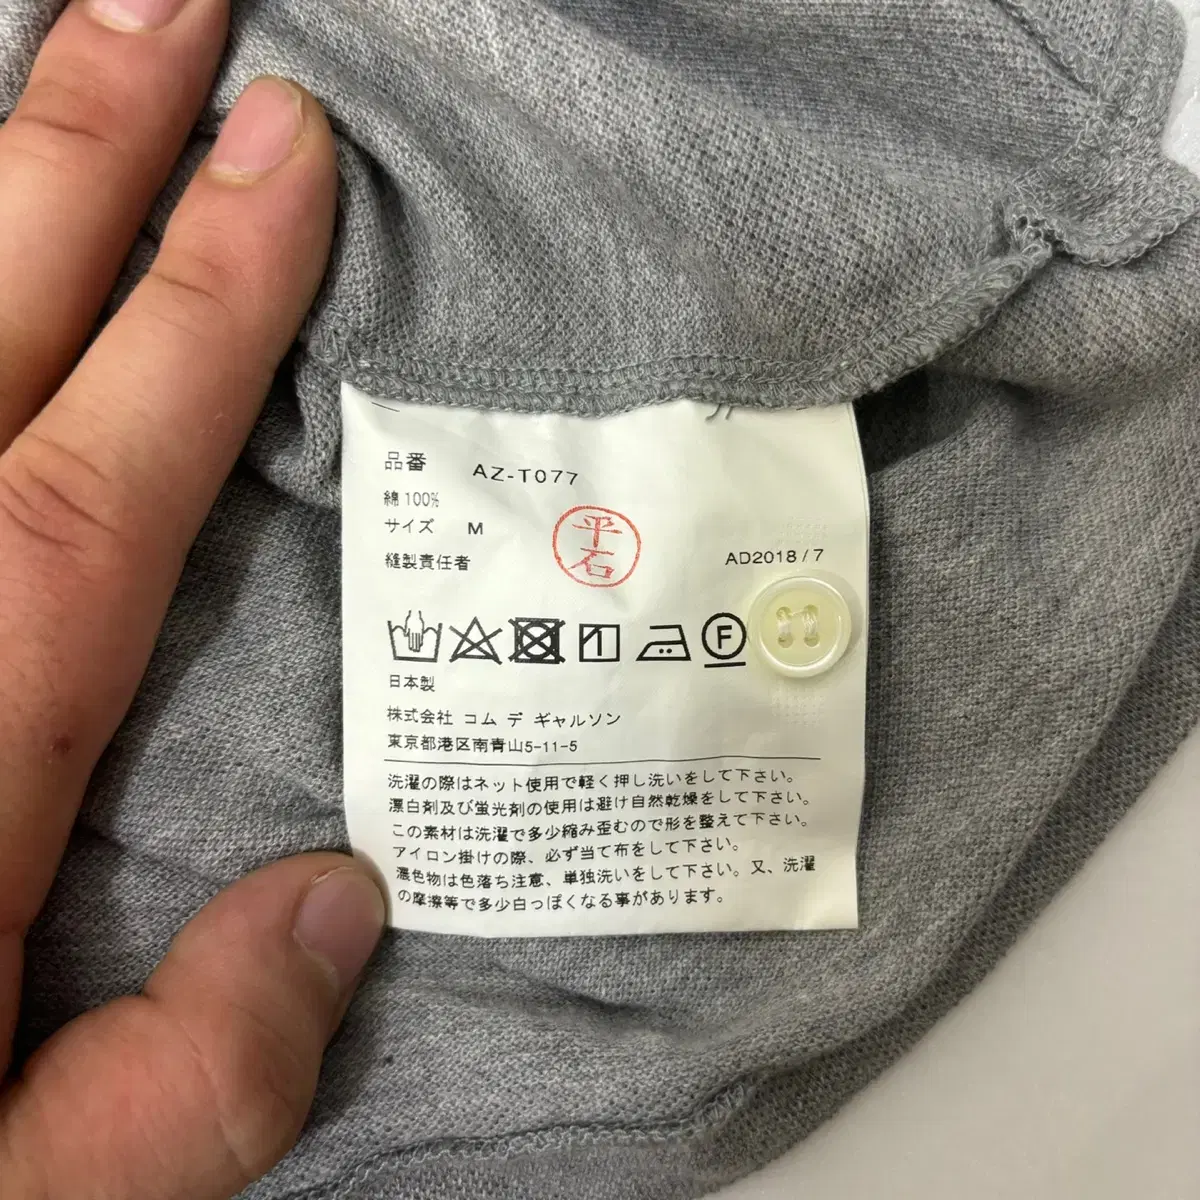 品番 AZ-T077
綿100%
サイズ M
縫製責任者 平石 AD2018/7
F
日本製
株式会社 コム デ ギャルソン
東京都港区南青山5-11-5
洗濯の際はネット使用で軽く押し洗いをして下さい。
漂白剤及び蛍光剤の使用は避け自然乾燥をして下さい。
この素材は洗濯で多少縮み歪むので形を整えて下さい。
アイロン掛けの際、必ず当て布をして下さい。
濃色物は色落ち注意、単独洗いをして下さい。又、洗濯
の摩擦等で多少白っぽくなる事があります。